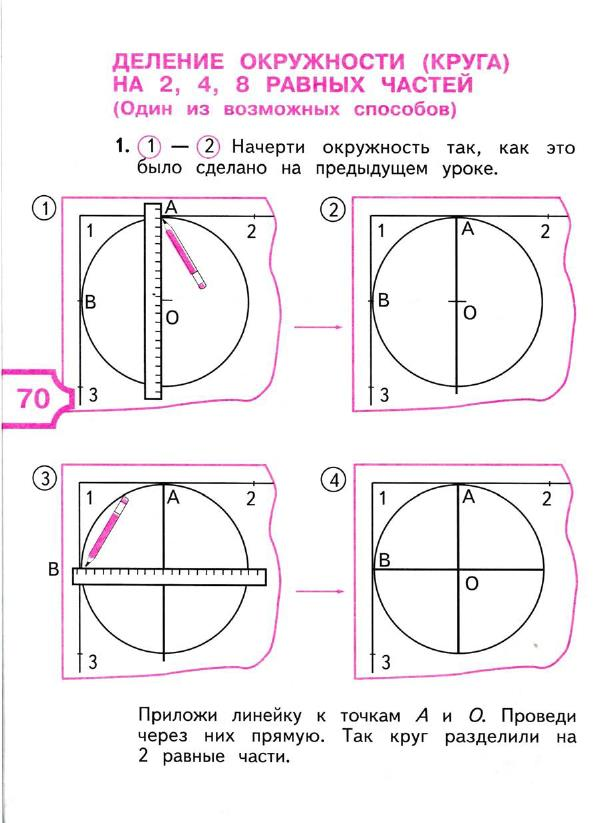 ДЕЛЕНИЕ ОКРУЖНОСТИ (КРУГА)
НА 2, 4, 8 РАВНЫХ ЧАСТЕЙ
(Один из возможных способов)
1. 1 — 2 Начерти окружность так, как это
было сделано на предыдущем уроке.
1
A
1
2
B
O
3
2
A
1
2
B
O
3
70
3
1
A
2
B
3
4
1
A
2
B
O
3
Приложи линейку к точкам А и О. Проведи
через них прямую. Так круг разделили на
2 равные части.